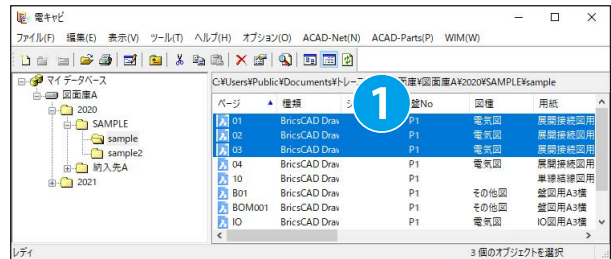 電キャビ
ファイル(F) 編集(E) 表示(V) ツール(T) ヘルプ(H) オプション(O) ACAD-Net(N) ACAD-Parts(P) WIM(W)
マイ データベース
図面庫A
2020
SAMPLE
sample
sample2
納入先A
2021
C:¥Users¥Public¥Documents¥トレー 面庫¥図面庫A¥2020¥SAMPLE¥sample
1
ページ 種類 盤No 図種 用紙
01 BricsCAD Draw P1 電気図 展開接続図用
02 BricsCAD Draw P1 電気図 展開接続図用
03 BricsCAD Draw P1 電気図 展開接続図用
04 BricsCAD Draw P1 電気図 展開接続図用
10 BricsCAD Draw P1 単線結線図用
B01 BricsCAD Draw P1 その他図 盤図用A3横
BOM001 BricsCAD Draw P1 その他図 盤図用A3横
IO BricsCAD Draw P1 電気図 IO図用A3横
レディ
3 個のオブジェクトを選択